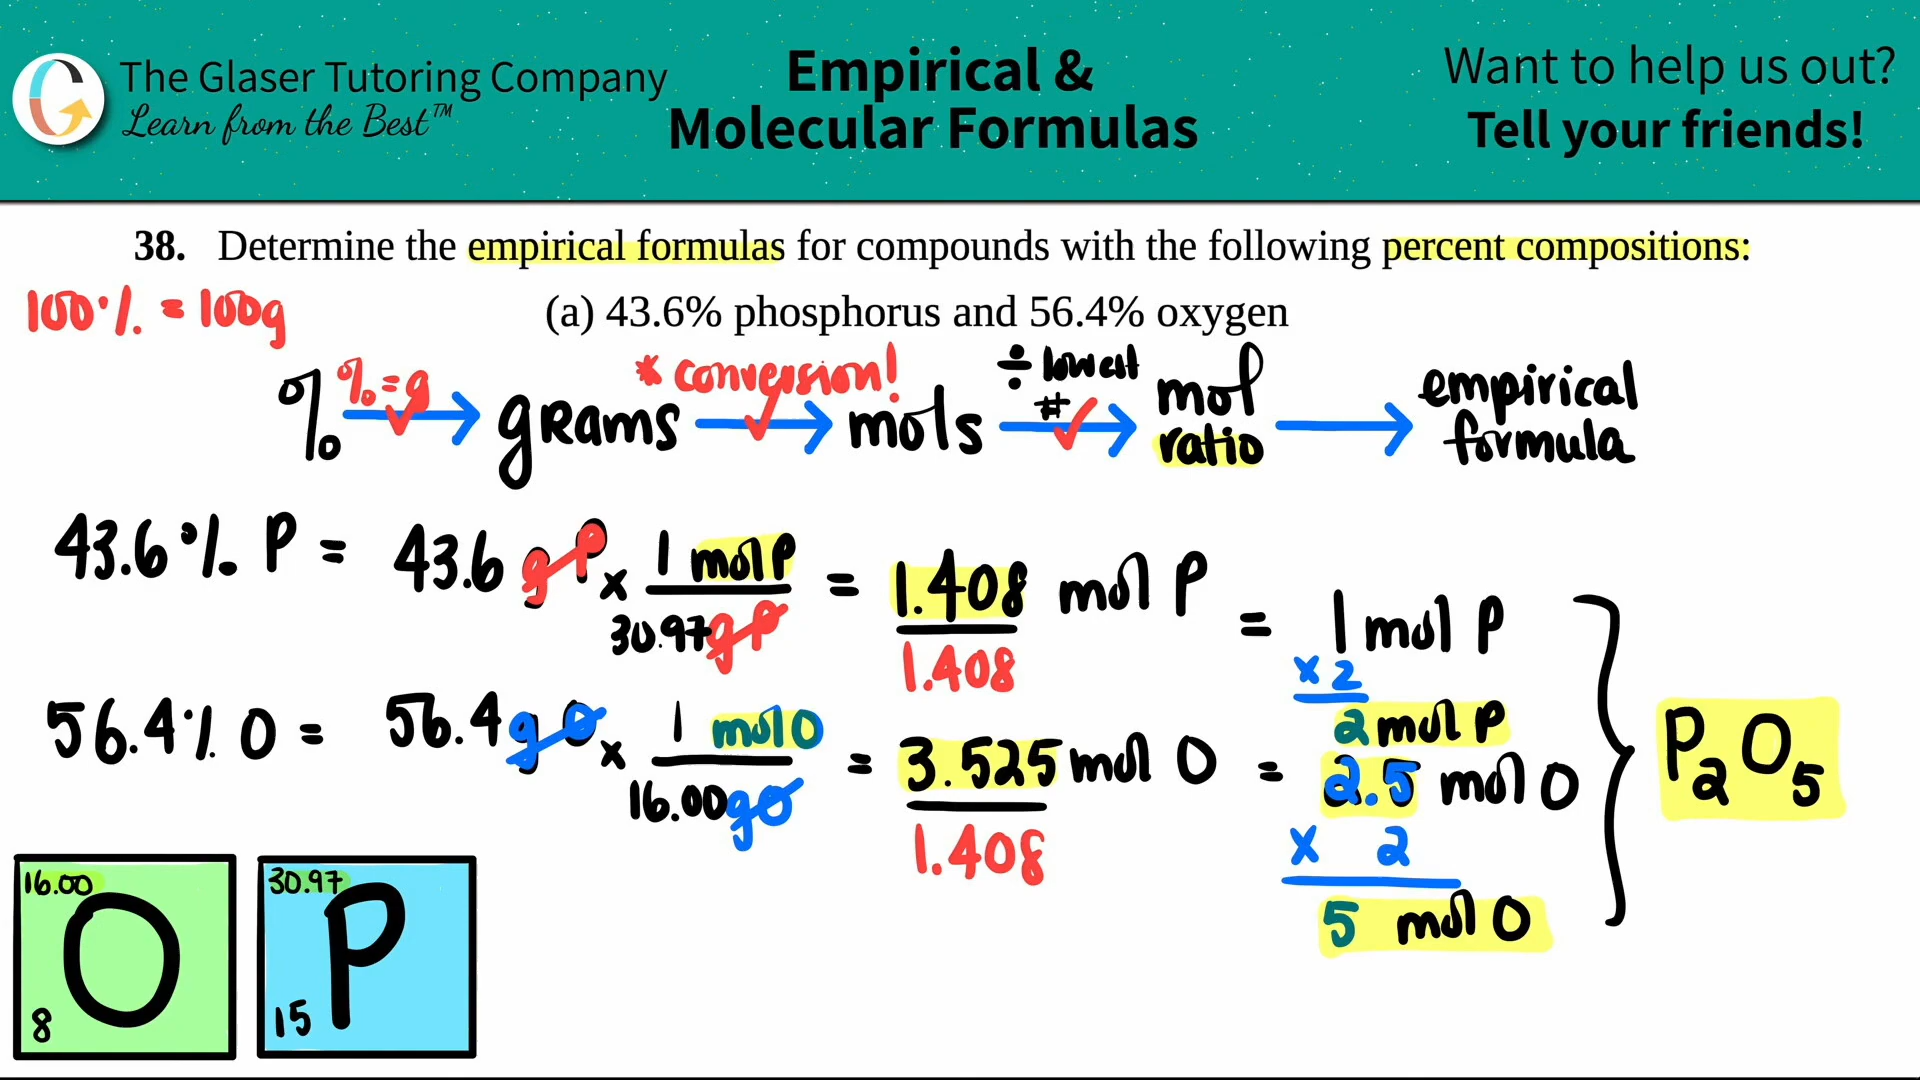 The Glaser Tutoring Company
Learn from the Best™
Empirical &
Molecular Formulas
Want to help us out?
Tell your friends!
38. Determine the empirical formulas for compounds with the following percent compositions:
100% = 100g
(a) 43.6% phosphorus and 56.4% oxygen
%=g
* conversion!
÷ lowest
#
% → grams → mols → mol ratio → empirical formula
43.6% P = 43.6 g P × 1 mol P / 30.97 g P = 1.408 mol P / 1.408 = 1 mol P
× 2
2 mol P
56.4% O = 56.4 g O × 1 mol O / 16.00 g O = 3.525 mol O / 1.408 = 2.5 mol O
× 2
5 mol O
P₂O₅
16.00
O
8
30.97
P
15